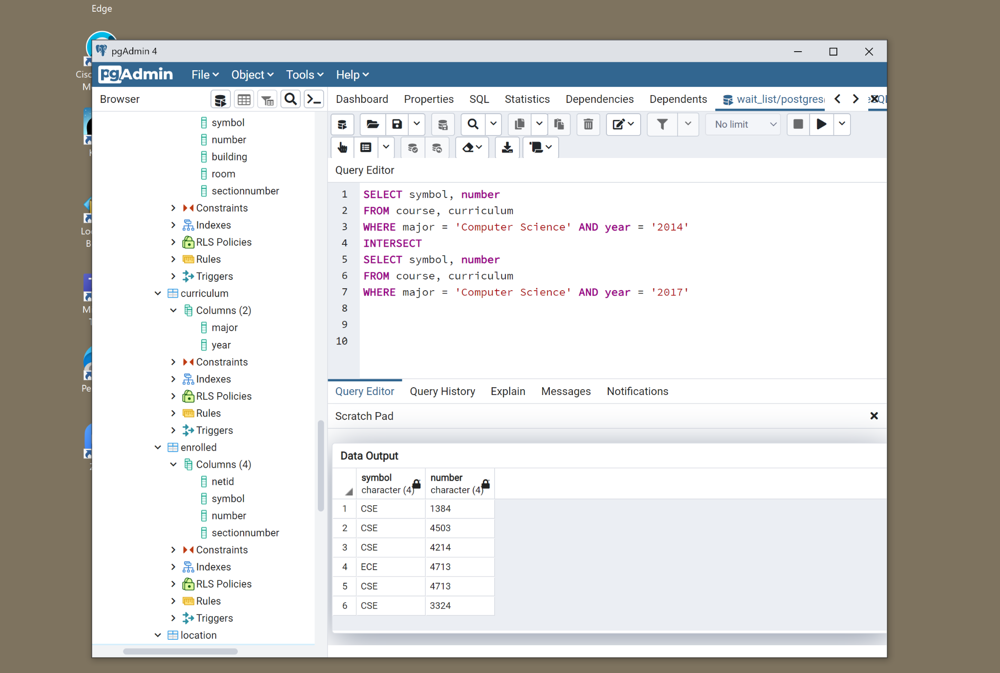 Edge
Cisc
M
Lo
B
M
T
Pe
Z
pgAdmin 4
pgAdmin File Object Tools Help
Browser
Dashboard Properties SQL Statistics Dependencies Dependents wait_list/postgres
No limit
symbol
number
building
room
sectionnumber
Constraints
Indexes
RLS Policies
Rules
Triggers
curriculum
Columns (2)
major
year
Constraints
Indexes
RLS Policies
Rules
Triggers
enrolled
Columns (4)
netid
symbol
number
sectionnumber
Constraints
Indexes
RLS Policies
Rules
Triggers
location
Query Editor
1 SELECT symbol, number
2 FROM course, curriculum
3 WHERE major = 'Computer Science' AND year = '2014'
4 INTERSECT
5 SELECT symbol, number
6 FROM course, curriculum
7 WHERE major = 'Computer Science' AND year = '2017'
8
9
10
Query Editor Query History Explain Messages Notifications
Scratch Pad
Data Output
symbol number
character (4) character (4)
1 CSE 1384
2 CSE 4503
3 CSE 4214
4 ECE 4713
5 CSE 4713
6 CSE 3324